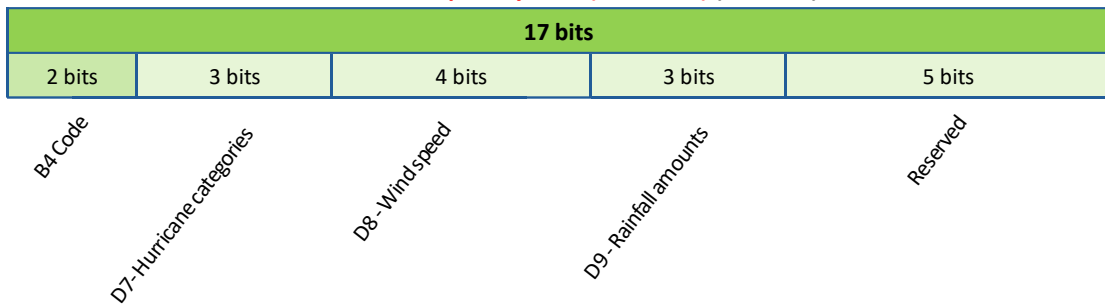 17 bits
2 bits 3 bits 4 bits 3 bits 5 bits
B4 Code
D7- Hurricane categories
D8 - Wind speed
D9 - Rainfall amounts
Reserved